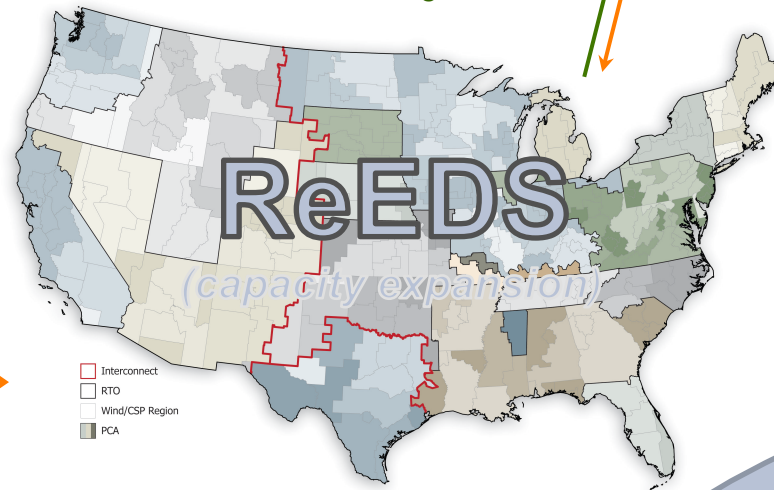 ReEDS
(capacity expansion)
Interconnect
RTO
Wind/CSP Region
PCA